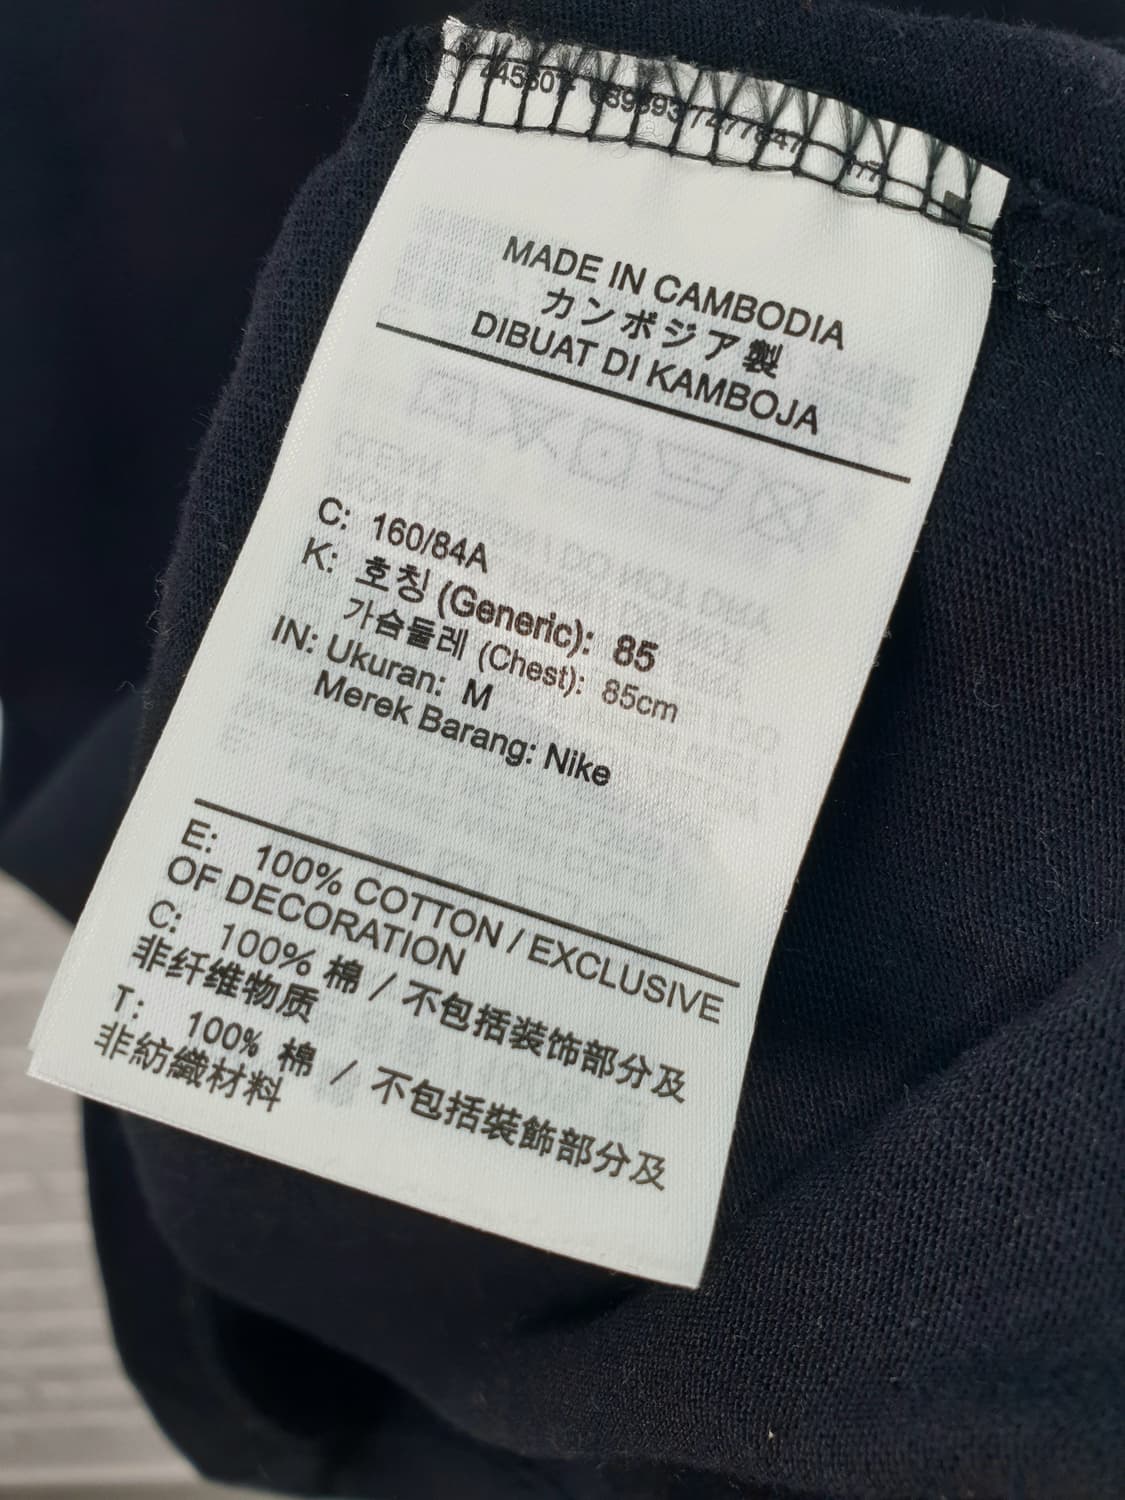 MADE IN CAMBODIA
カンボジア製
DIBUAT DI KAMBOJA
C: 160/84A
K: 호칭 (Generic): 85
가슴둘레 (Chest): 85cm
IN: Ukuran: M
Merek Barang: Nike
E: 100% COTTON / EXCLUSIVE
OF DECORATION
C: 100% 棉 / 不包括装饰部分及
非纤维物质
T: 100% 棉 / 不包括裝飾部分及
非紡織材料